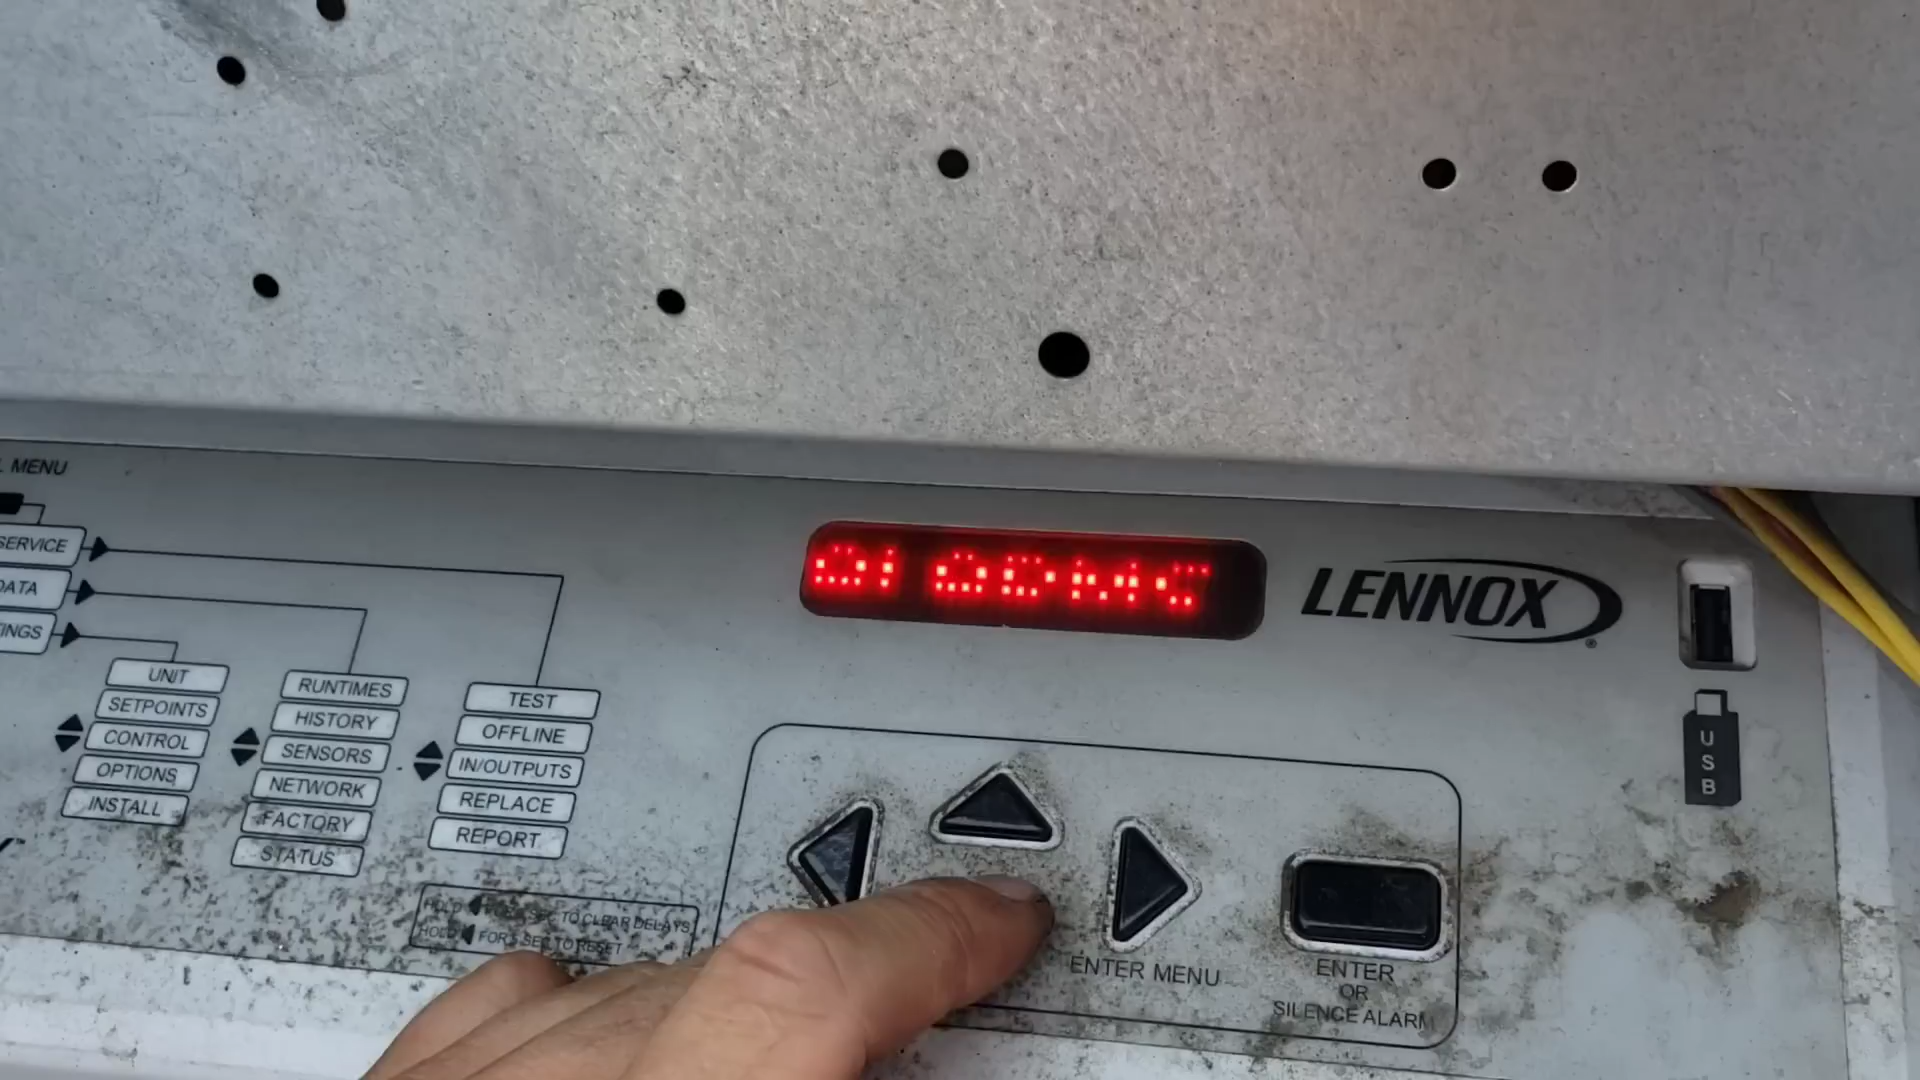 MENU
SERVICE
DATA
UNIT
SETPOINTS
CONTROL
OPTIONS
INSTALL
RUNTIMES
HISTORY
SENSORS
NETWORK
FACTORY
STATUS
TEST
OFFLINE
IN/OUTPUTS
REPLACE
REPORT
HOLD SEC TO CLEAR DELAYS
HOLD FOR 5 SEC TO RESET
LENNOX
USB
ENTER MENU
ENTER
OR
SILENCE ALARM